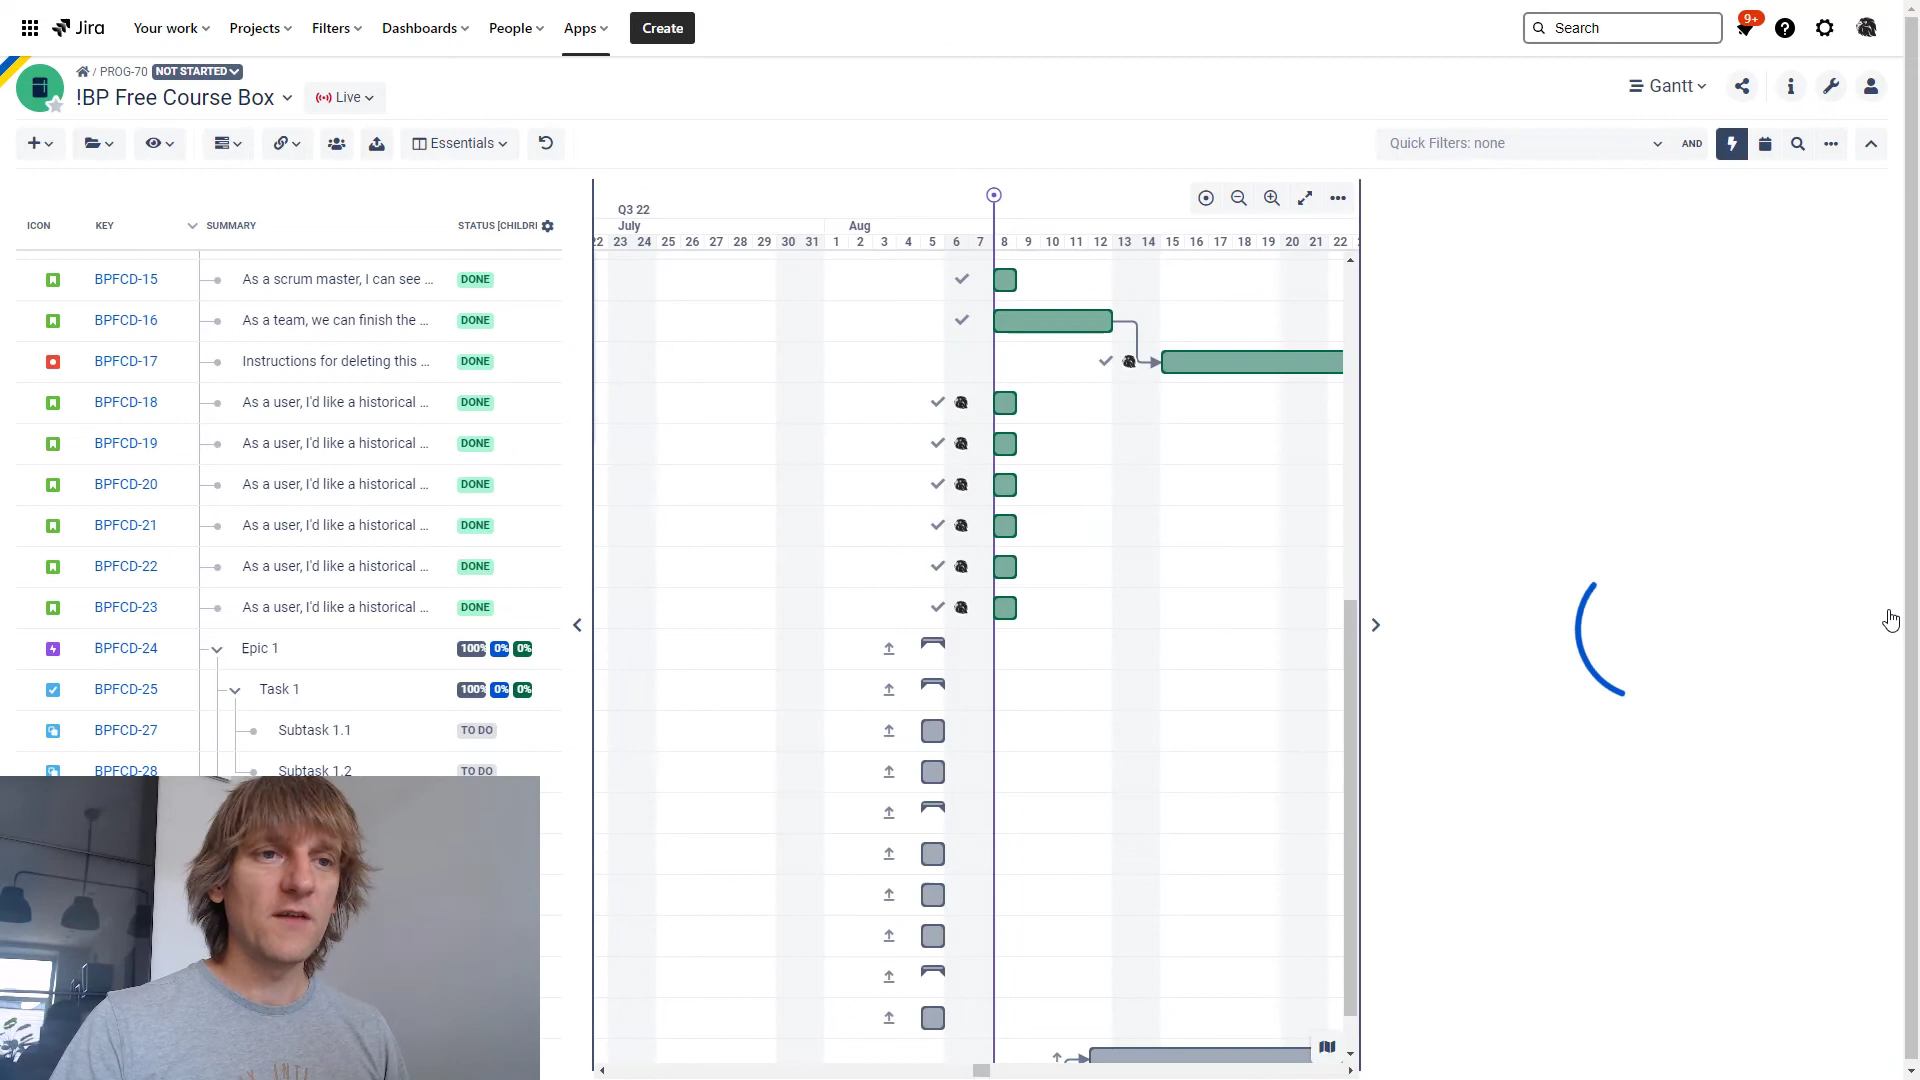 Jira
Your work
Projects
Filters
Dashboards
People
Apps
Create
Search
9+
/ PROG-70 NOT STARTED
!BP Free Course Box
Live
Gantt
Essentials
Quick Filters: none
AND
ICON KEY SUMMARY STATUS [CHILDRI
Q3 22
July Aug
22 23 24 25 26 27 28 29 30 31 1 2 3 4 5 6 7 8 9 10 11 12 13 14 15 16 17 18 19 20 21 22
BPFCD-15 As a scrum master, I can see ... DONE
BPFCD-16 As a team, we can finish the ... DONE
BPFCD-17 Instructions for deleting this ... DONE
BPFCD-18 As a user, I'd like a historical ... DONE
BPFCD-19 As a user, I'd like a historical ... DONE
BPFCD-20 As a user, I'd like a historical ... DONE
BPFCD-21 As a user, I'd like a historical ... DONE
BPFCD-22 As a user, I'd like a historical ... DONE
BPFCD-23 As a user, I'd like a historical ... DONE
BPFCD-24 Epic 1 100% 0% 0%
BPFCD-25 Task 1 100% 0% 0%
BPFCD-27 Subtask 1.1 TO DO
BPFCD-28 Subtask 1.2 TO DO